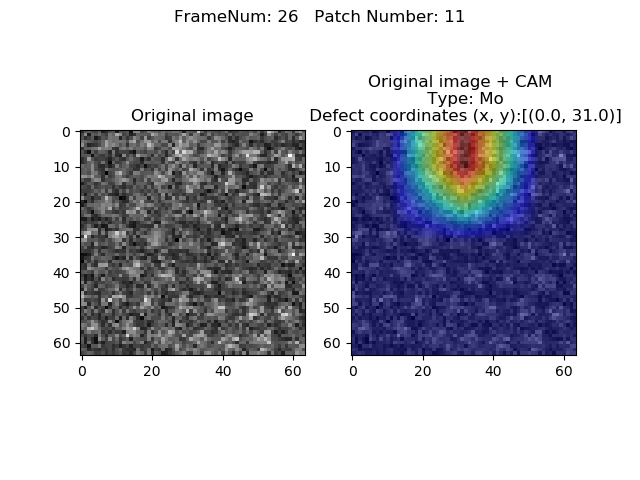 FrameNum: 26   Patch Number: 11
Original image
Original image + CAM
Type: Mo
Defect coordinates (x, y):[(0.0, 31.0)]
0
10
20
30
40
50
60
0 20 40 60
0
10
20
30
40
50
60
0 20 40 60